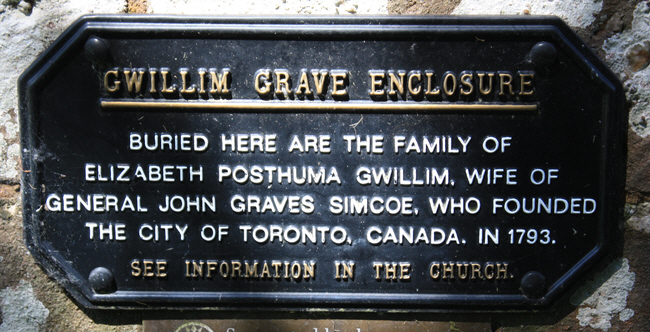 GWILLIM GRAVE ENCLOSURE
BURIED HERE ARE THE FAMILY OF
ELIZABETH POSTHUMA GWILLIM, WIFE OF
GENERAL JOHN GRAVES SIMCOE, WHO FOUNDED
THE CITY OF TORONTO, CANADA. IN 1793.
SEE INFORMATION IN THE CHURCH.